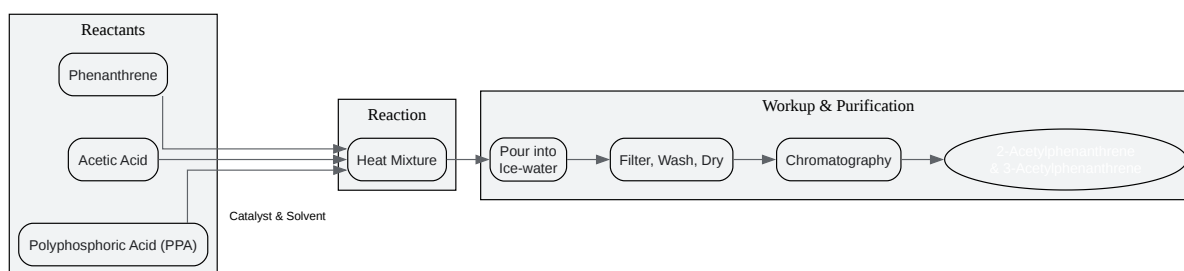 Reactants
Phenanthrene
Acetic Acid
Polyphosphoric Acid (PPA)
Catalyst & Solvent
Reaction
Heat Mixture
Workup & Purification
Pour into
Ice-water
Filter, Wash, Dry
Chromatography
2-Acetylphenanthrene
& 3-Acetylphenanthrene